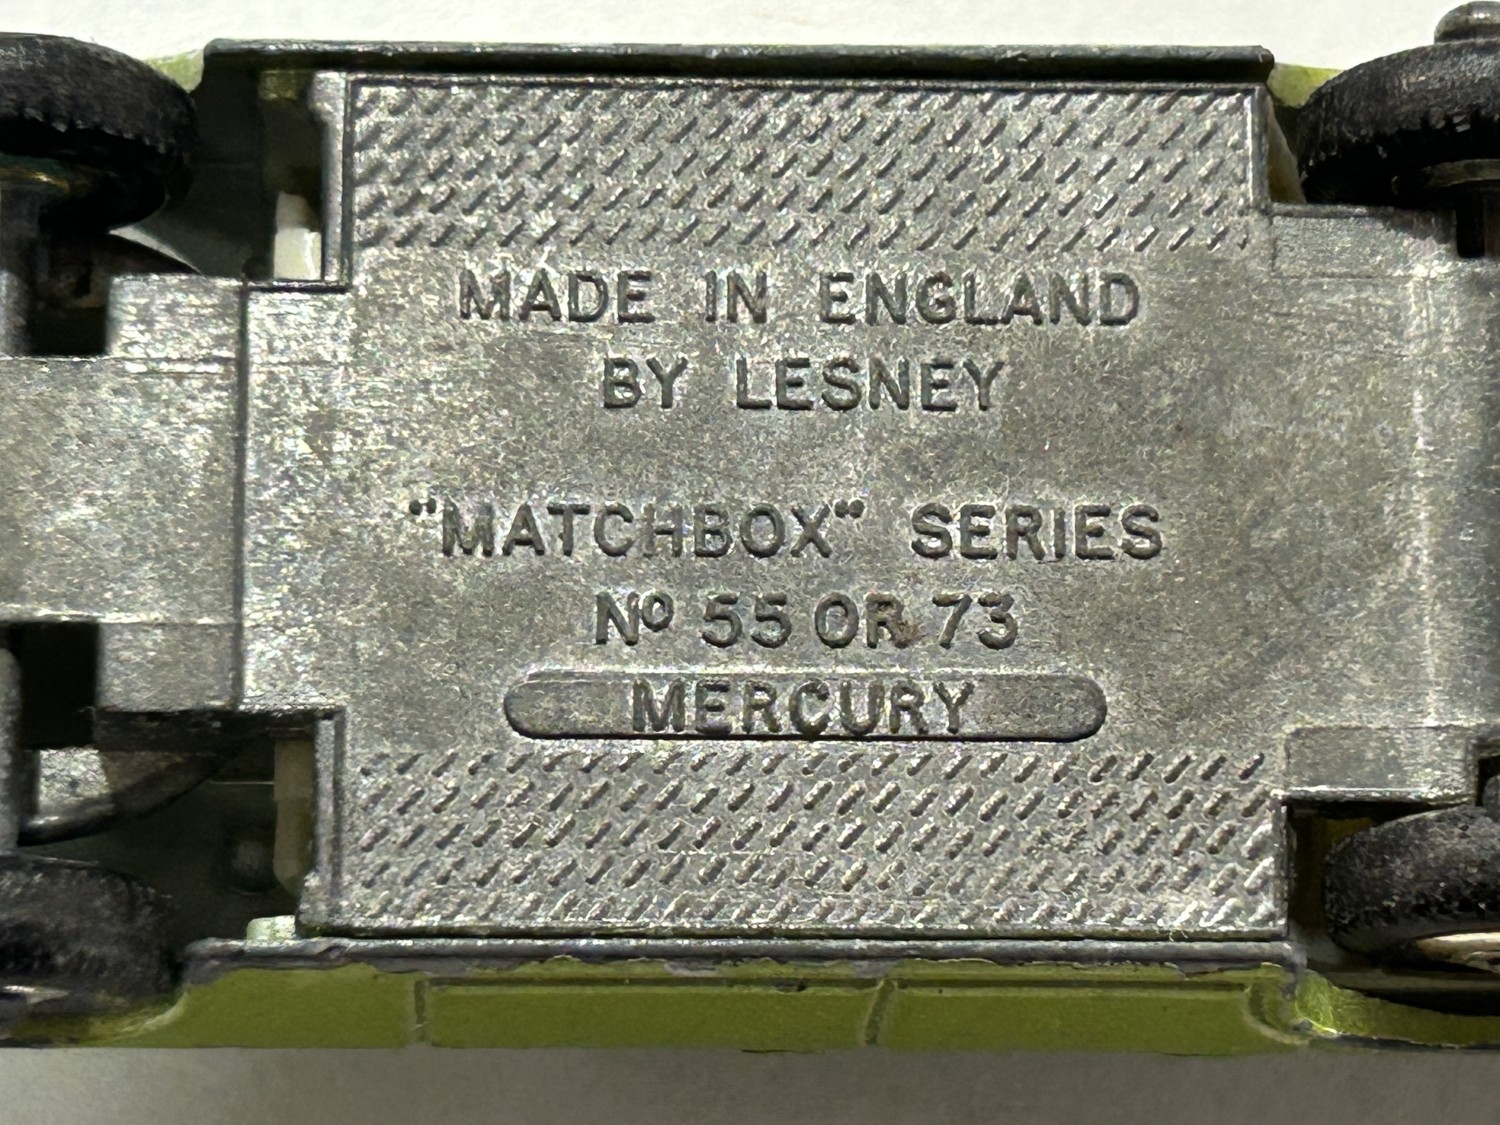 MADE IN ENGLAND
BY LESNEY
"MATCHBOX" SERIES
Nº 55 OR 73
MERCURY